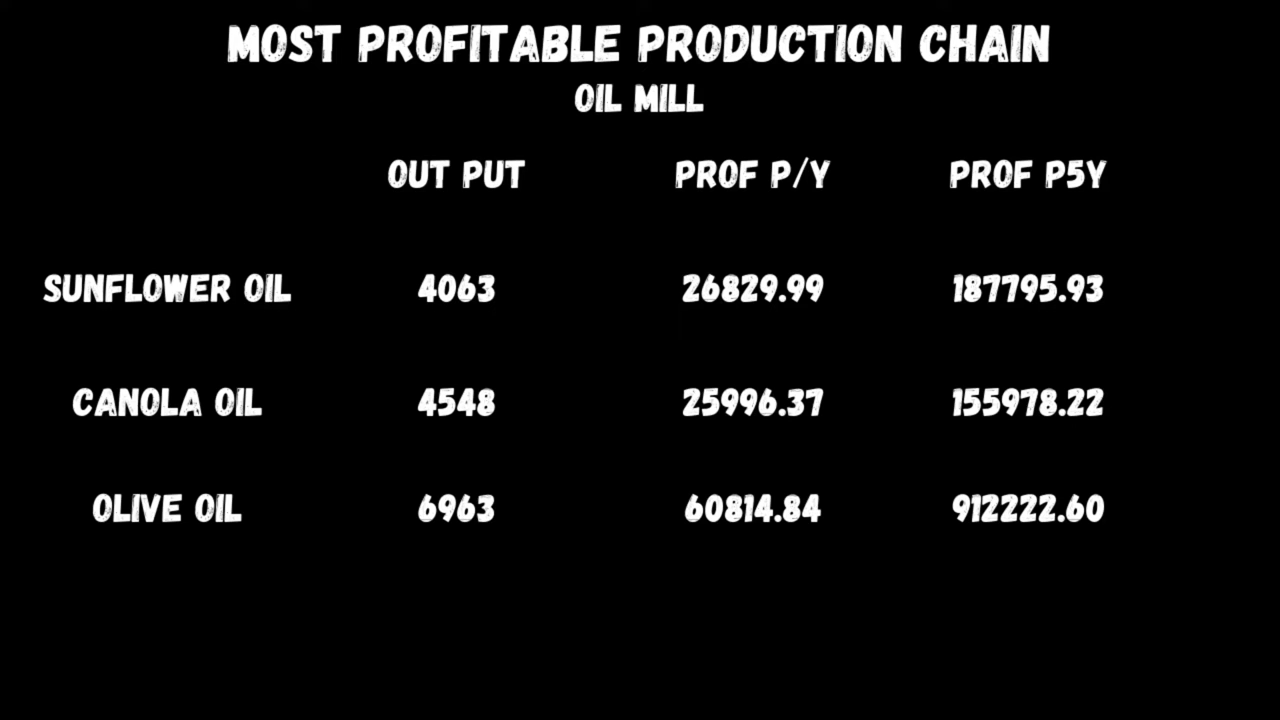 MOST PROFITABLE PRODUCTION CHAIN
OIL MILL
OUT PUT PROF P/Y PROF P5Y
SUNFLOWER OIL 4063 26829.99 187795.93
CANOLA OIL 4548 25996.37 155978.22
OLIVE OIL 6963 60814.84 912222.60